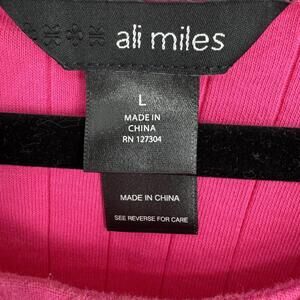 ali miles
L
MADE IN
CHINA
RN 127304
MADE IN CHINA
SEE REVERSE FOR CARE